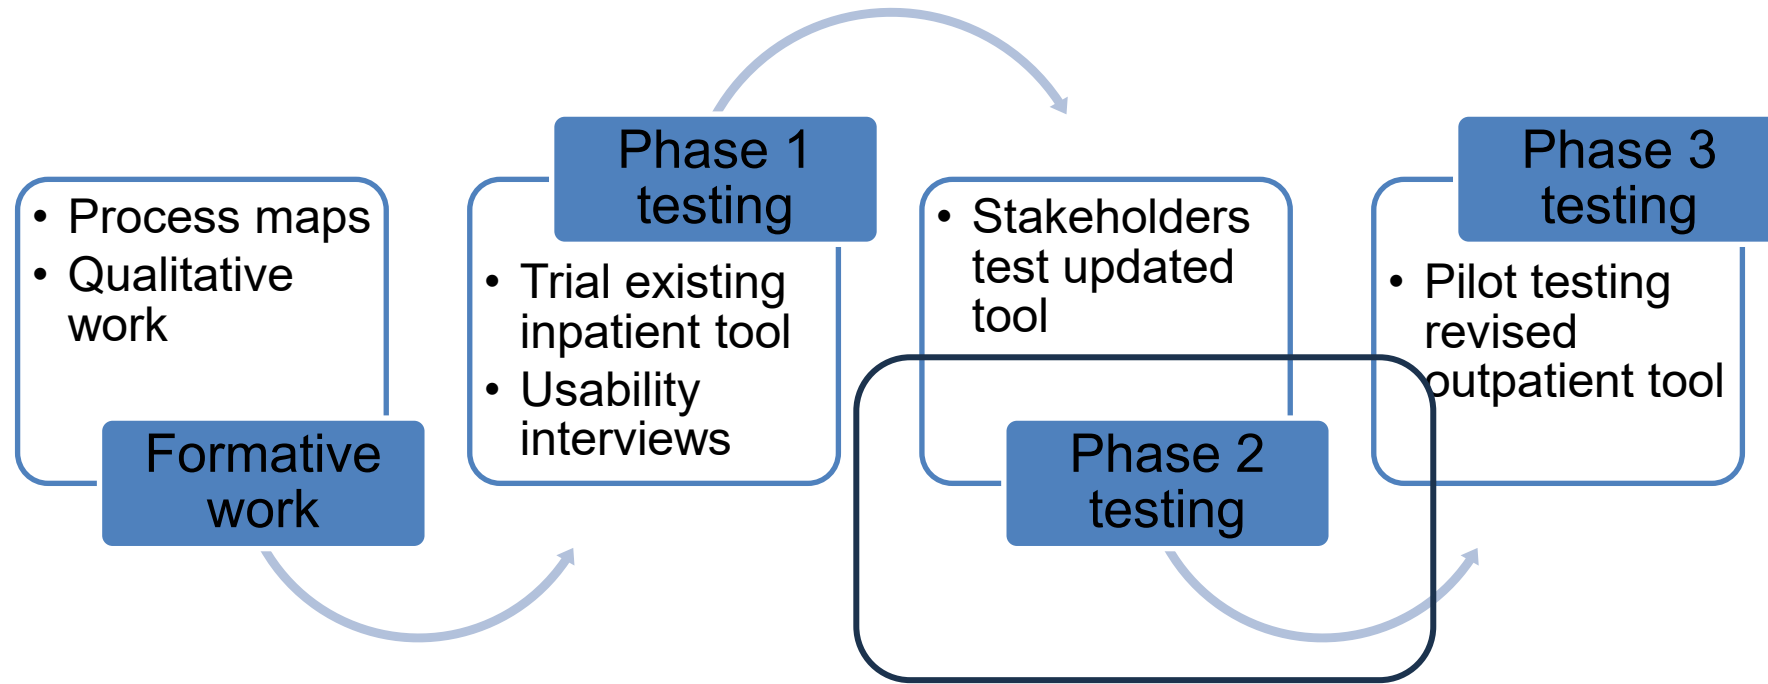 • Process maps
• Qualitative
work
Formative
work
Phase 1
testing
• Trial existing
inpatient tool
• Usability
interviews
• Stakeholders
test updated
tool
Phase 2
testing
Phase 3
testing
• Pilot testing
revised
outpatient tool